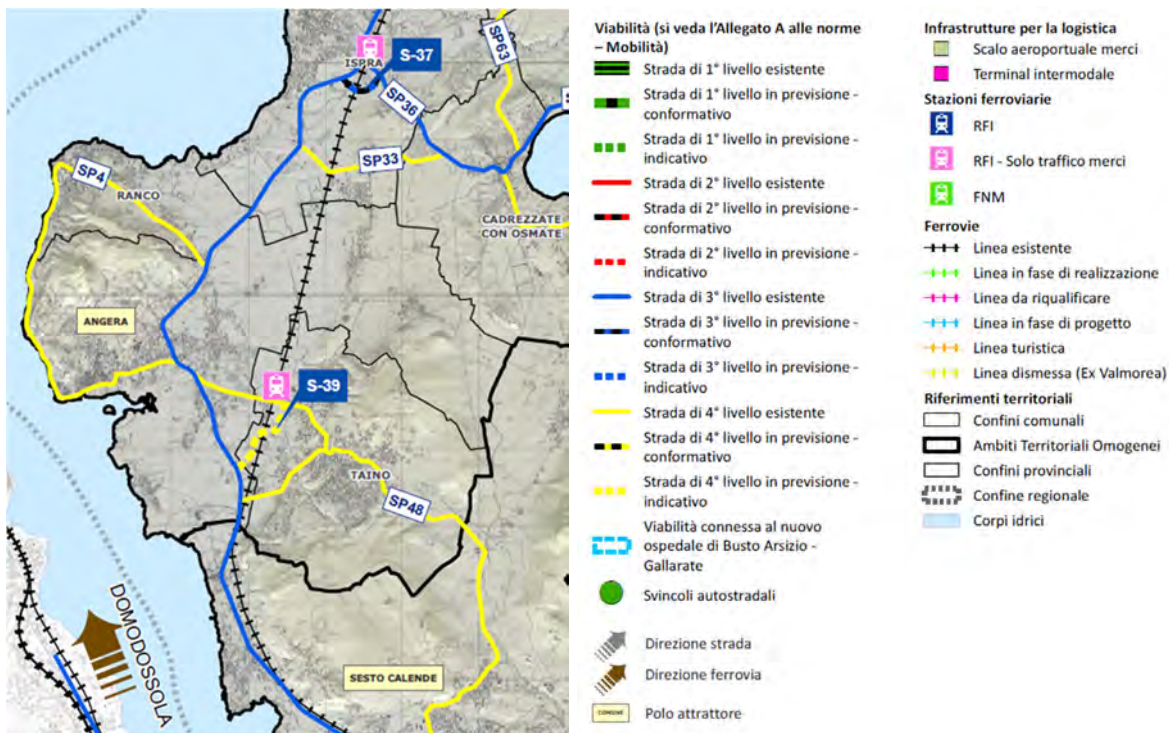 SP63
S-37
ISPRA
SP36
S
SP33
SP4
RANCO
CADREZZATE
CON OSMATE
ANGERA
S-39
TAINO
SP48
DOMODOSSOLA
SESTO CALENDE
Viabilità (si veda l'Allegato A alle norme
– Mobilità)
Strada di 1° livello esistente
Strada di 1° livello in previsione -
conformativo
Strada di 1° livello in previsione -
indicativo
Strada di 2° livello esistente
Strada di 2° livello in previsione -
conformativo
Strada di 2° livello in previsione -
indicativo
Strada di 3° livello esistente
Strada di 3° livello in previsione -
conformativo
Strada di 3° livello in previsione -
indicativo
Strada di 4° livello esistente
Strada di 4° livello in previsione -
conformativo
Strada di 4° livello in previsione -
indicativo
Viabilità connessa al nuovo
ospedale di Busto Arsizio -
Gallarate
Svincoli autostradali
Direzione strada
Direzione ferrovia
COMUNE
Polo attrattore
Infrastrutture per la logistica
Scalo aeroportuale merci
Terminal intermodale
Stazioni ferroviarie
RFI
RFI - Solo traffico merci
FNM
Ferrovie
Linea esistente
Linea in fase di realizzazione
Linea da riqualificare
Linea in fase di progetto
Linea turistica
Linea dismessa (Ex Valmorea)
Riferimenti territoriali
Confini comunali
Ambiti Territoriali Omogenei
Confini provinciali
Confine regionale
Corpi idrici